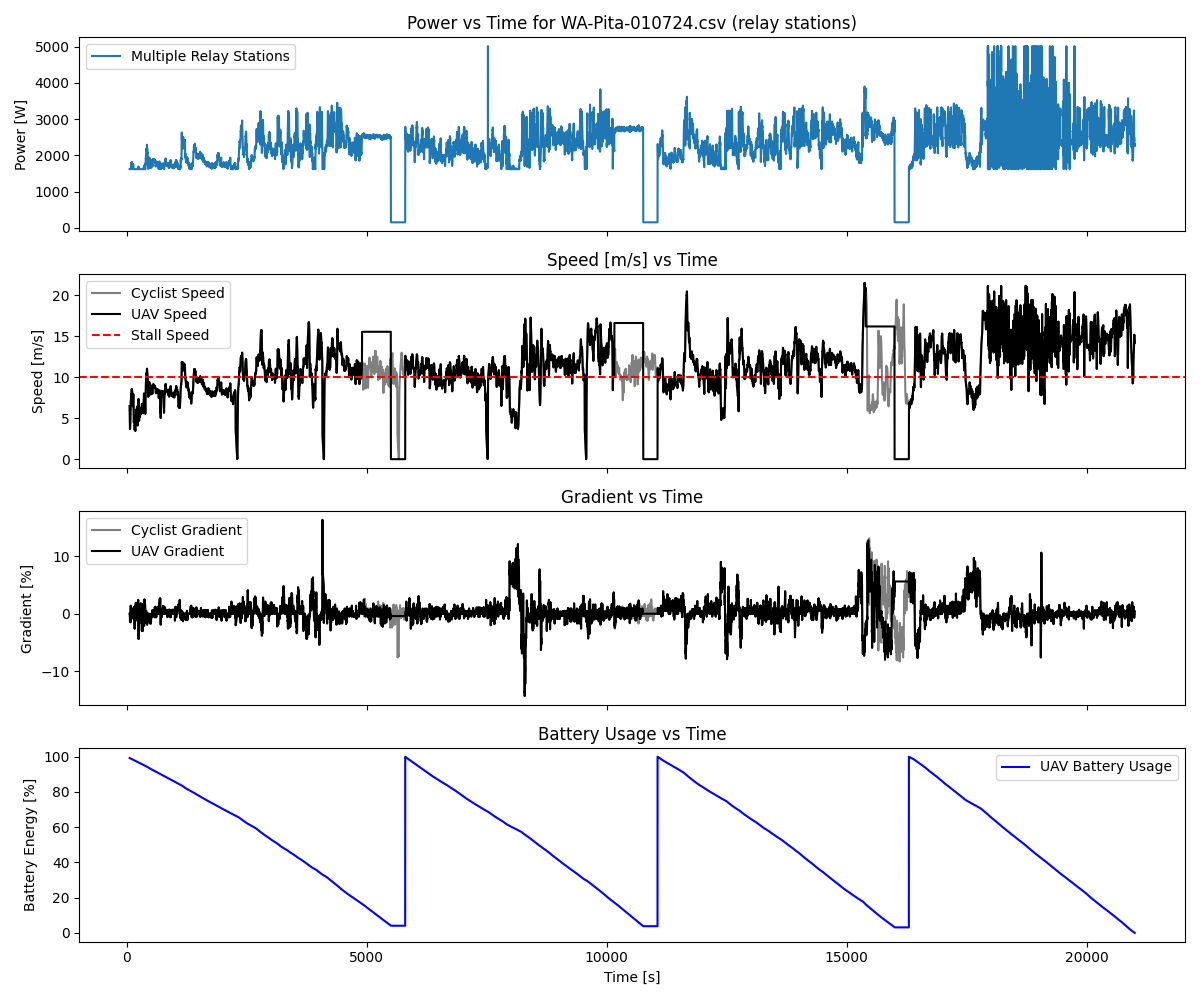 Power vs Time for WA-Pita-010724.csv (relay stations)
Multiple Relay Stations
Power [W]
5000
4000
3000
2000
1000
0
Speed [m/s] vs Time
Cyclist Speed
UAV Speed
Stall Speed
Speed [m/s]
20
15
10
5
0
Gradient vs Time
Cyclist Gradient
UAV Gradient
Gradient [%]
10
0
−10
Battery Usage vs Time
UAV Battery Usage
Battery Energy [%]
100
80
60
40
20
0
0 5000 10000 15000 20000
Time [s]